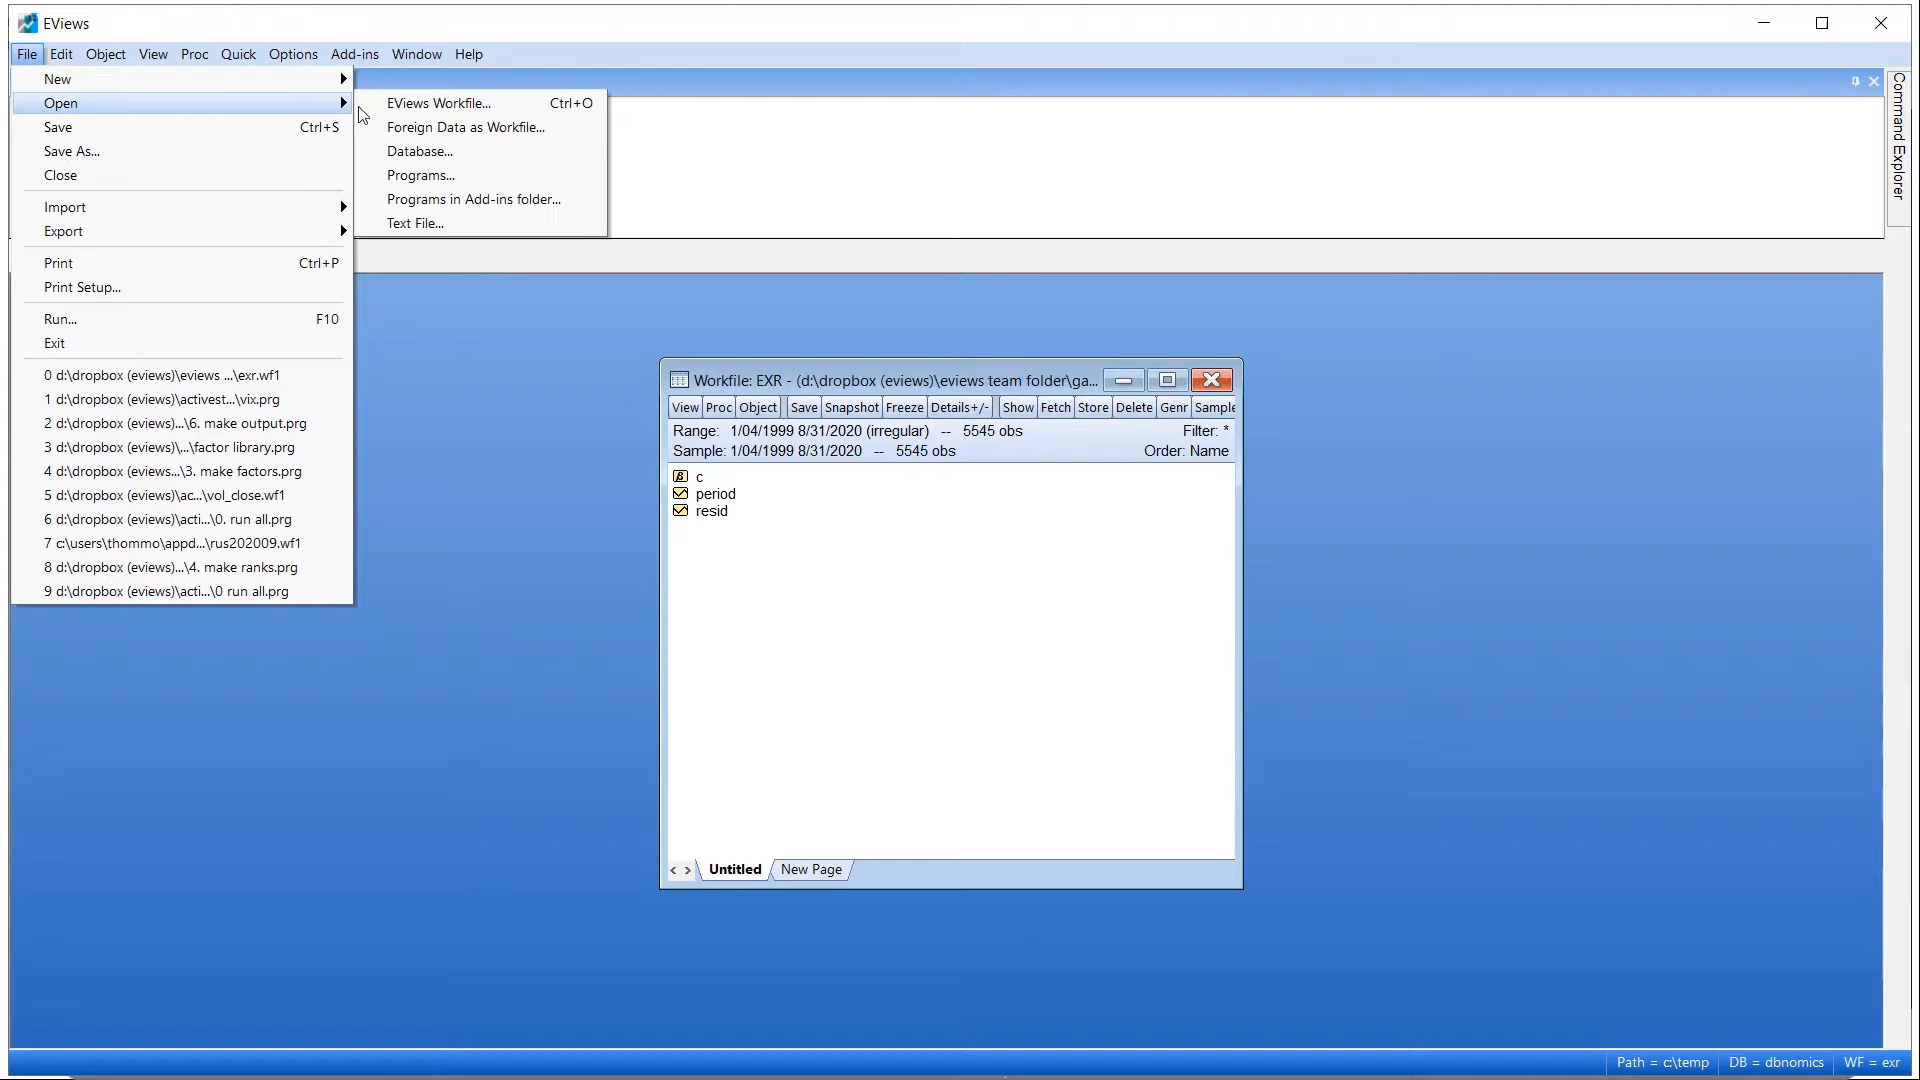 EViews
File Edit Object View Proc Quick Options Add-ins Window Help
New
Open
Save Ctrl+S
Save As...
Close
Import
Export
Print Ctrl+P
Print Setup...
Run... F10
Exit
0 d:\dropbox (eviews)\eviews ...\exr.wf1
1 d:\dropbox (eviews)\activest...\vix.prg
2 d:\dropbox (eviews)...\6. make output.prg
3 d:\dropbox (eviews)\...\factor library.prg
4 d:\dropbox (eviews...\3. make factors.prg
5 d:\dropbox (eviews)\ac...\vol_close.wf1
6 d:\dropbox (eviews)\acti...\0. run all.prg
7 c:\users\thommo\appd...\rus202009.wf1
8 d:\dropbox (eviews)...\4. make ranks.prg
9 d:\dropbox (eviews)\acti...\0 run all.prg
EViews Workfile... Ctrl+O
Foreign Data as Workfile...
Database...
Programs...
Programs in Add-ins folder...
Text File...
Command Explorer
Workfile: EXR - (d:\dropbox (eviews)\eviews team folder\ga...
View Proc Object Save Snapshot Freeze Details+/- Show Fetch Store Delete Genr Sample
Range: 1/04/1999 8/31/2020 (irregular) -- 5545 obs Filter: *
Sample: 1/04/1999 8/31/2020 -- 5545 obs Order: Name
β c
period
resid
< > Untitled New Page
Path = c:\temp DB = dbnomics WF = exr